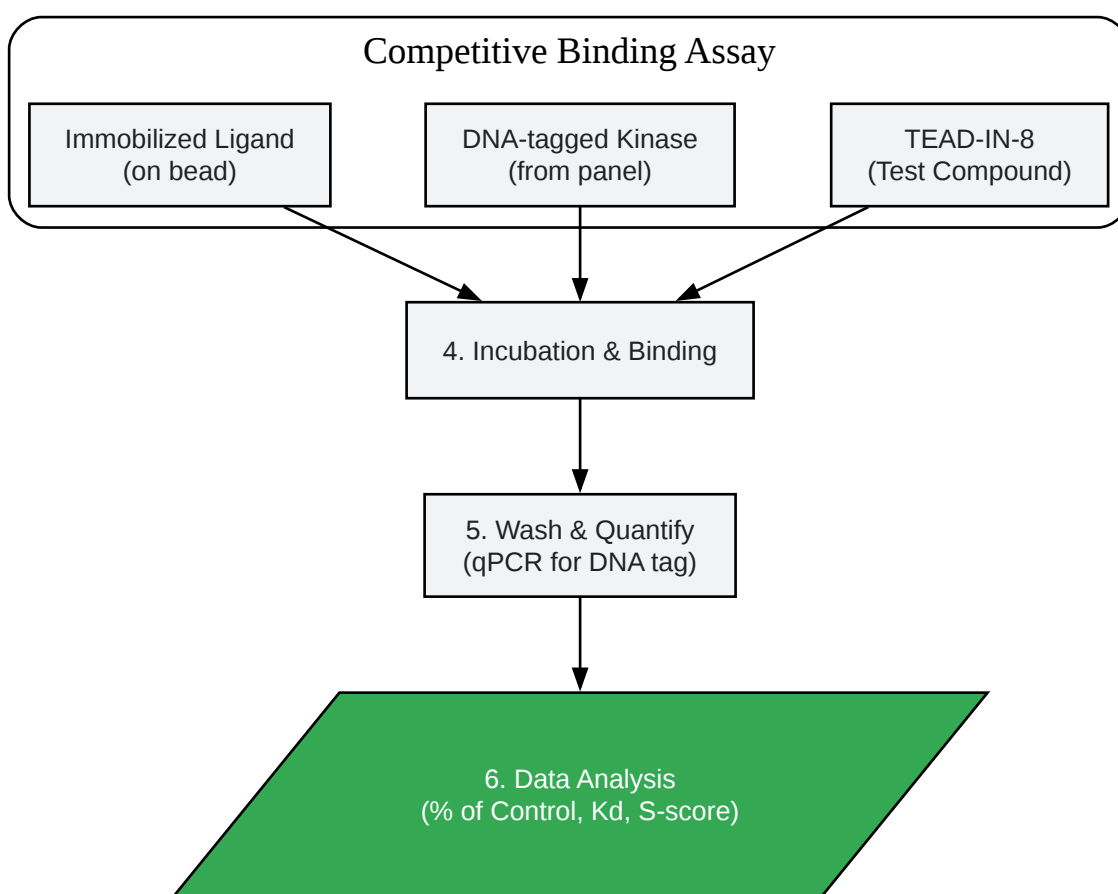 Competitive Binding Assay
Immobilized Ligand
(on bead)
DNA-tagged Kinase
(from panel)
TEAD-IN-8
(Test Compound)
4. Incubation & Binding
5. Wash & Quantify
(qPCR for DNA tag)
6. Data Analysis
(% of Control, Kd, S-score)